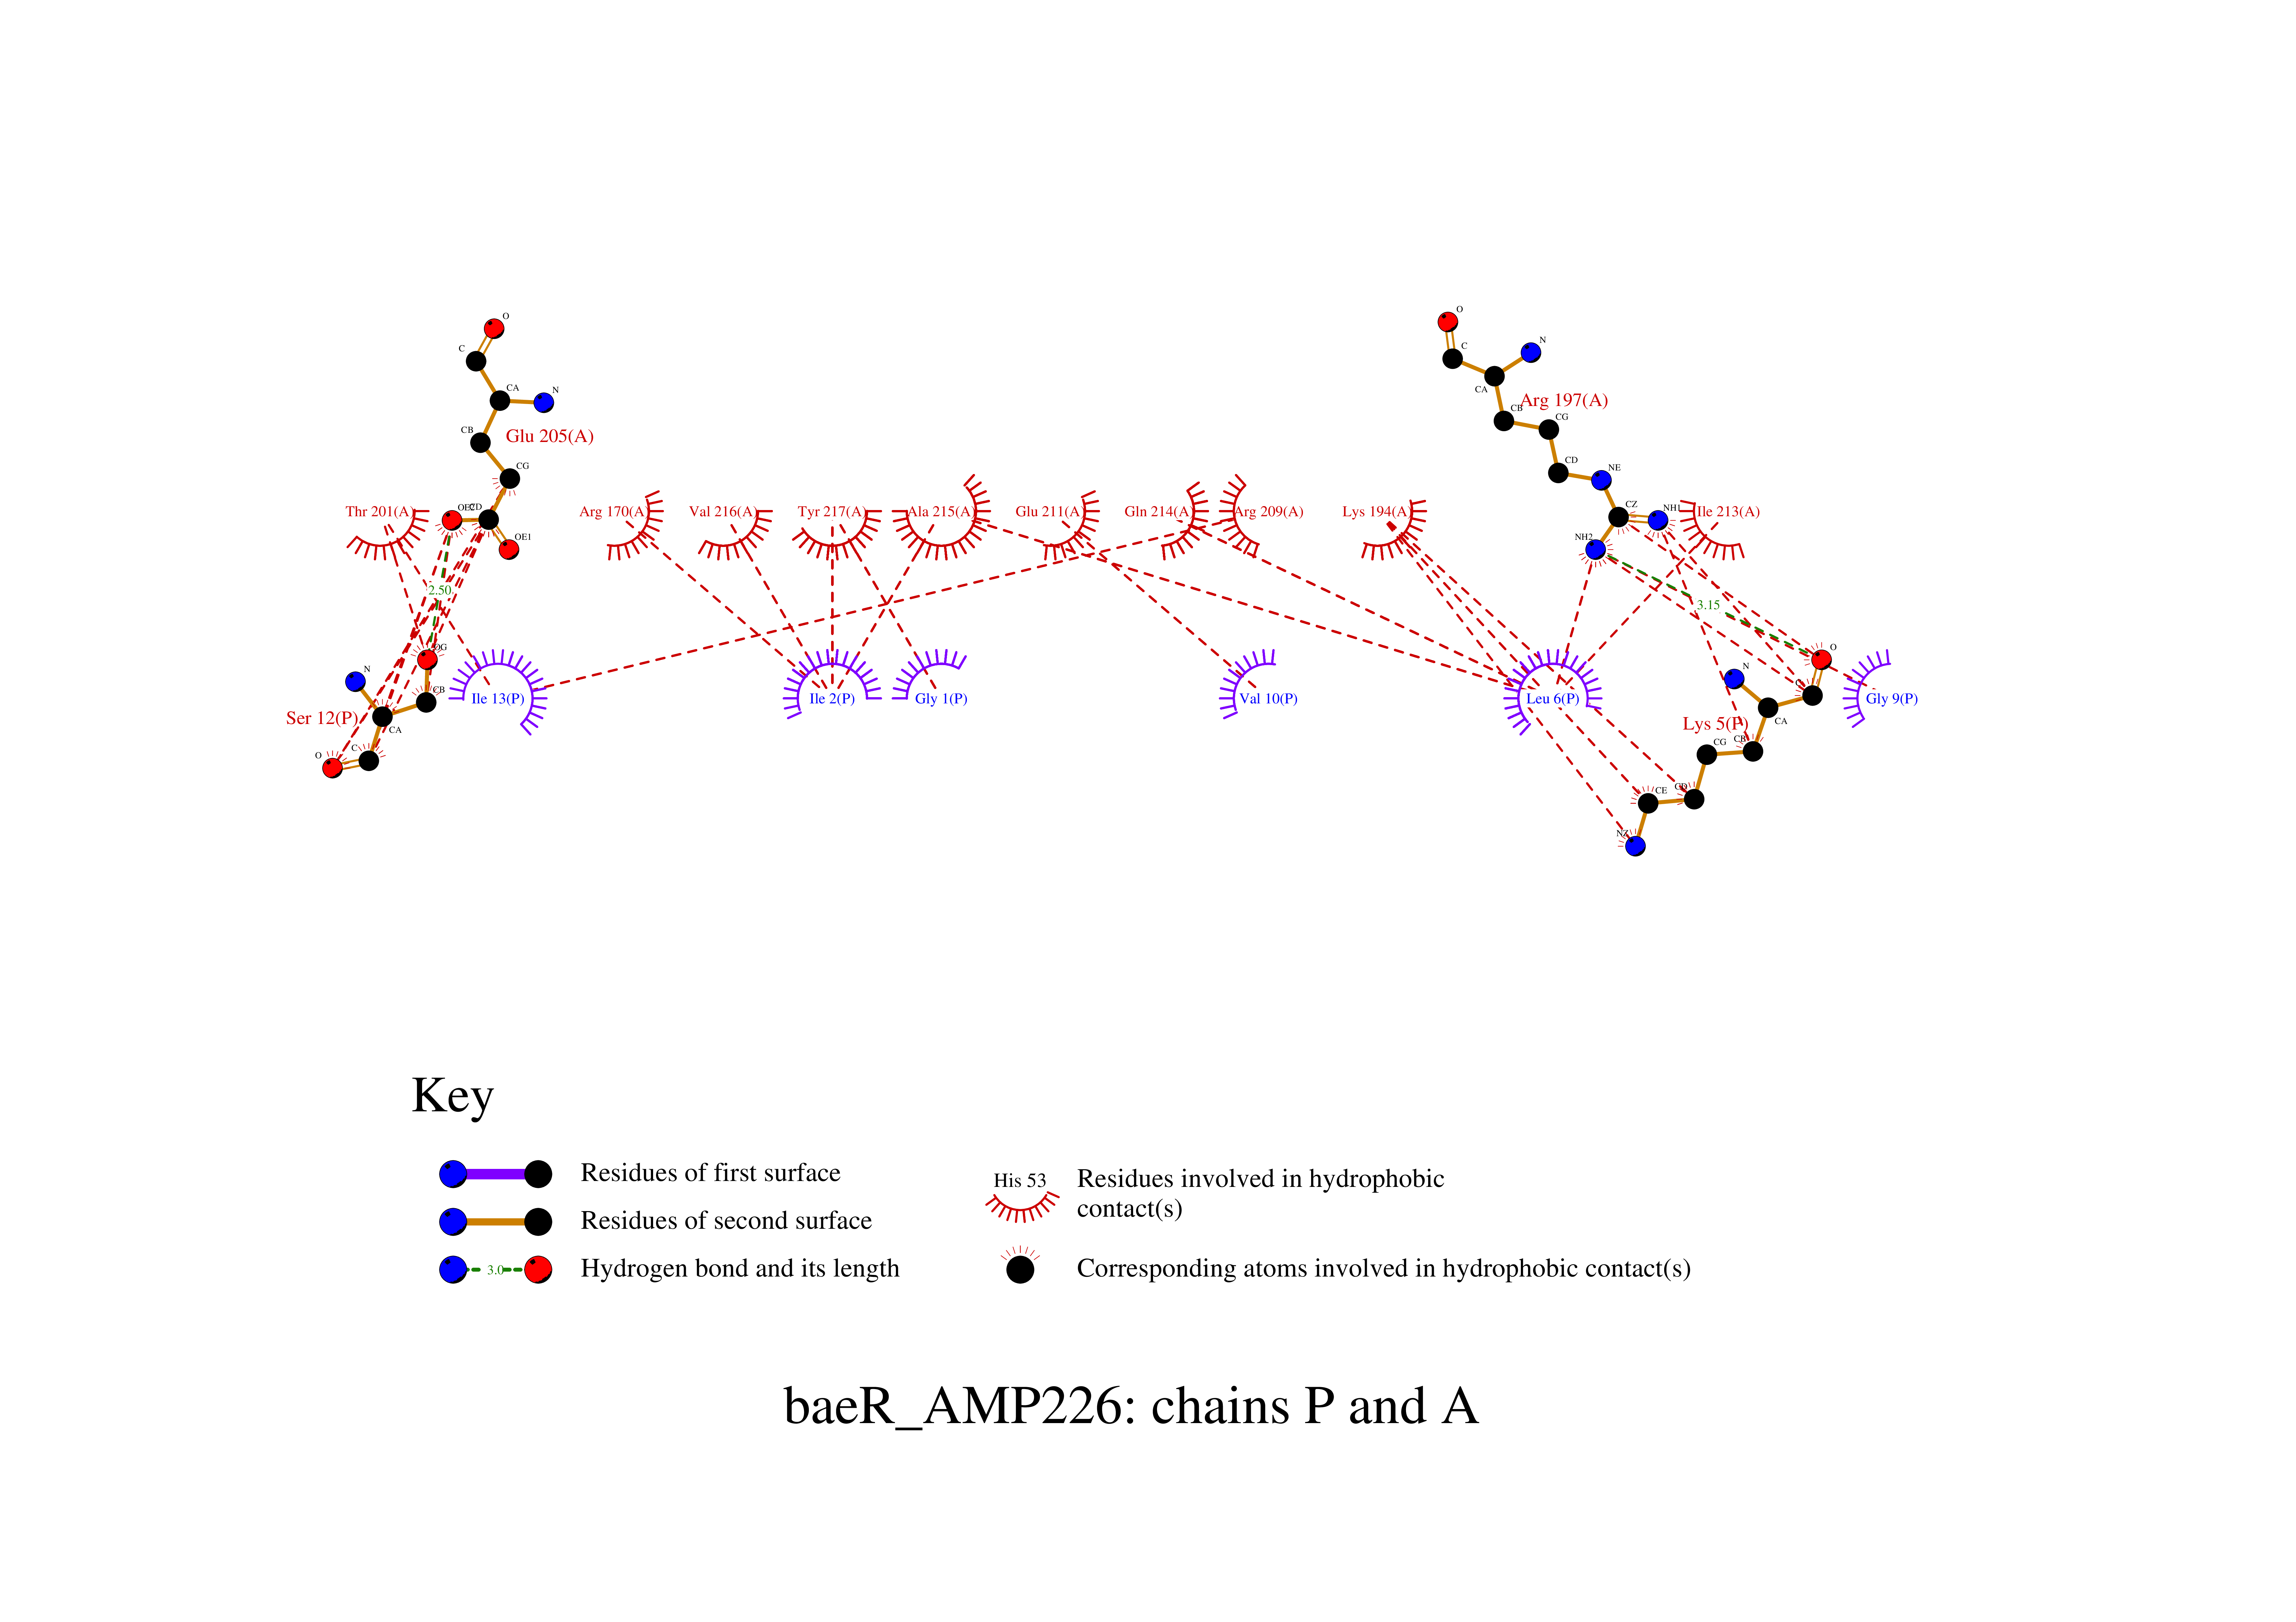 O
C
CA
N
CB
Glu 205(A)
CG
OE2
CD
OE1
O
C
N
CA
CB
Arg 197(A)
CG
CD
NE
CZ
NH1
NH2
Thr 201(A)
Arg 170(A)
Val 216(A)
Tyr 217(A)
Ala 215(A)
Glu 211(A)
Gln 214(A)
Arg 209(A)
Lys 194(A)
Ile 213(A)
2.50
3.15
OG
N
CB
Ser 12(P)
CA
C
O
Ile 13(P)
Ile 2(P)
Gly 1(P)
Val 10(P)
Leu 6(P)
O
N
C
Gly 9(P)
Lys 5(P)
CA
CG
CB
CE
CD
NZ
Key
Residues of first surface
Residues of second surface
3.0
Hydrogen bond and its length
His 53
Residues involved in hydrophobic
contact(s)
Corresponding atoms involved in hydrophobic contact(s)
baeR_AMP226: chains P and A